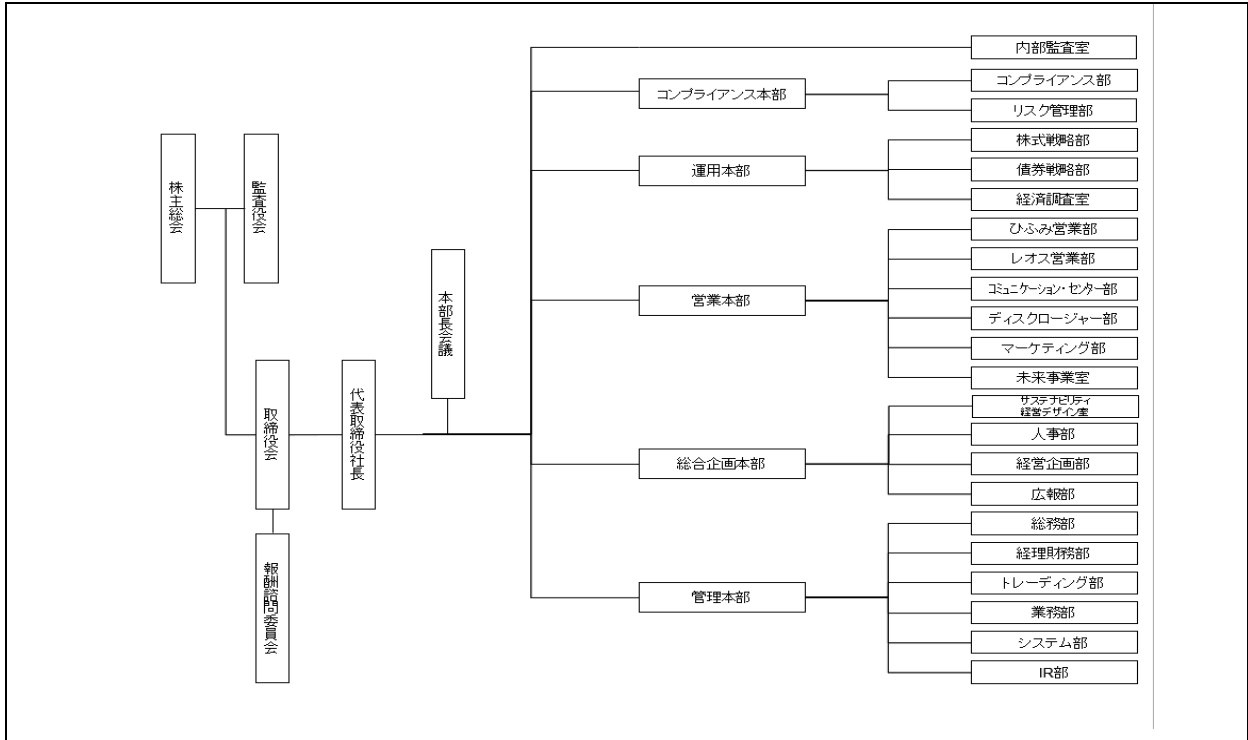 株主総会
監査役会
取締役会
報酬諮問委員会
代表取締役社長
本部長会議
内部監査室
コンプライアンス本部
コンプライアンス部
リスク管理部
運用本部
株式戦略部
債券戦略部
経済調査室
営業本部
ひふみ営業部
レオス営業部
コミュニケーション・センター部
ディスクロージャー部
マーケティング部
未来事業室
総合企画本部
サステナビリティ
経営デザイン室
人事部
経営企画部
広報部
管理本部
総務部
経理財務部
トレーディング部
業務部
システム部
IR部